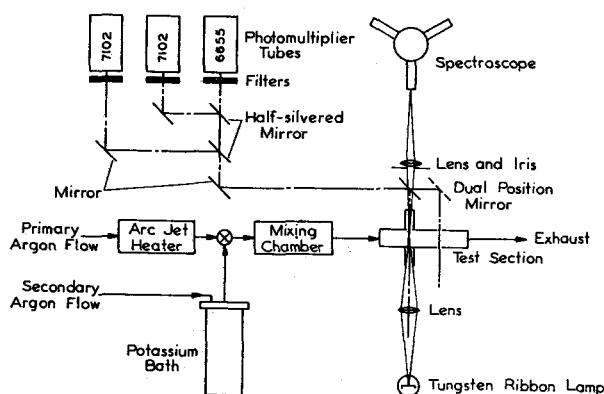 7102
7102
6655
Photomultiplier
Tubes
Filters
Spectroscope
Half-silvered
Mirror
Lens and Iris
Mirror
Dual Position
Mirror
Primary
Argon Flow
Arc Jet
Heater
Mixing
Chamber
Exhaust
Test Section
Secondary
Argon Flow
Lens
Potassium
Bath
Tungsten Ribbon Lamp